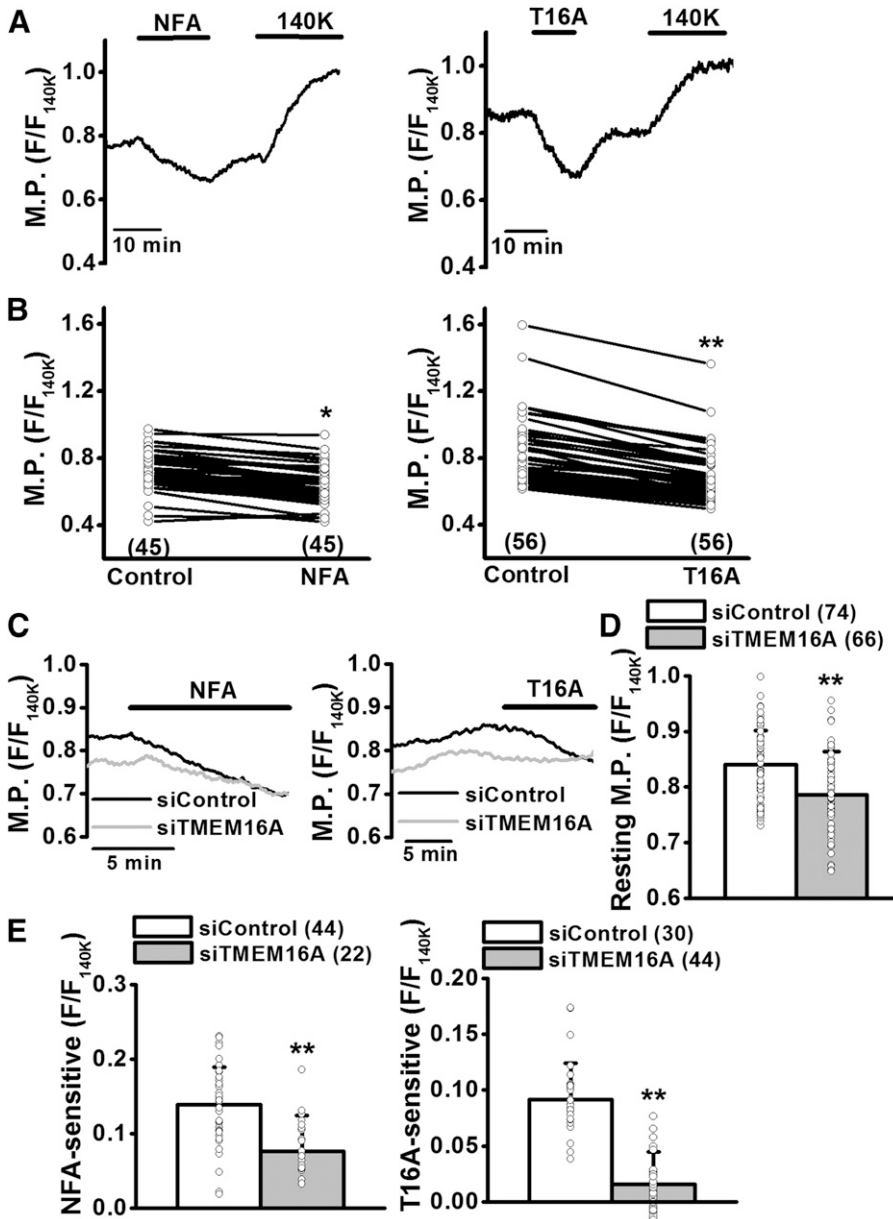 A
NFA 140K
M.P. (F/F140K)
1.0
0.8
0.6
0.4
10 min
T16A 140K
M.P. (F/F140K)
1.0
0.8
0.6
0.4
10 min
B
M.P. (F/F140K)
1.6
1.2
0.8
0.4
*
(45) (45)
Control NFA
M.P. (F/F140K)
1.6
1.2
0.8
0.4
**
(56) (56)
Control T16A
C
M.P. (F/F140K)
1.0
0.9
0.8
0.7
0.6
NFA
siControl
siTMEM16A
5 min
M.P. (F/F140K)
1.0
0.9
0.8
0.7
0.6
T16A
siControl
siTMEM16A
5 min
D
siControl (74)
siTMEM16A (66)
Resting M.P. (F/F140K)
1.0
0.9
0.8
0.7
0.6
**
E
siControl (44)
siTMEM16A (22)
NFA-sensitive (F/F140K)
0.3
0.2
0.1
0.0
**
siControl (30)
siTMEM16A (44)
T16A-sensitive (F/F140K)
0.20
0.15
0.10
0.05
0.00
**